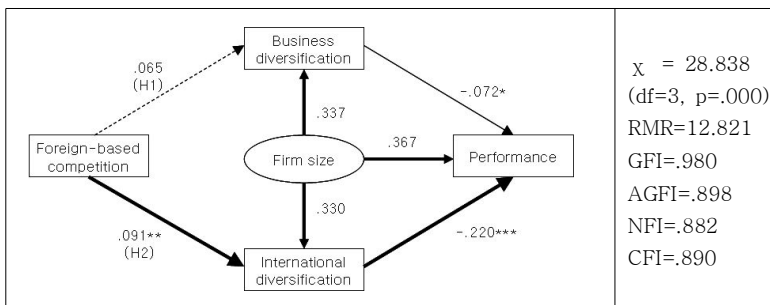 Business
diversification
.065
(H1)
-.072*
.337
Foreign-based
competition
Firm size
.367
Performance
.330
.091**
(H2)
-.220***
International
diversification
χ = 28.838
(df=3, p=.000)
RMR=12.821
GFI=.980
AGFI=.898
NFI=.882
CFI=.890